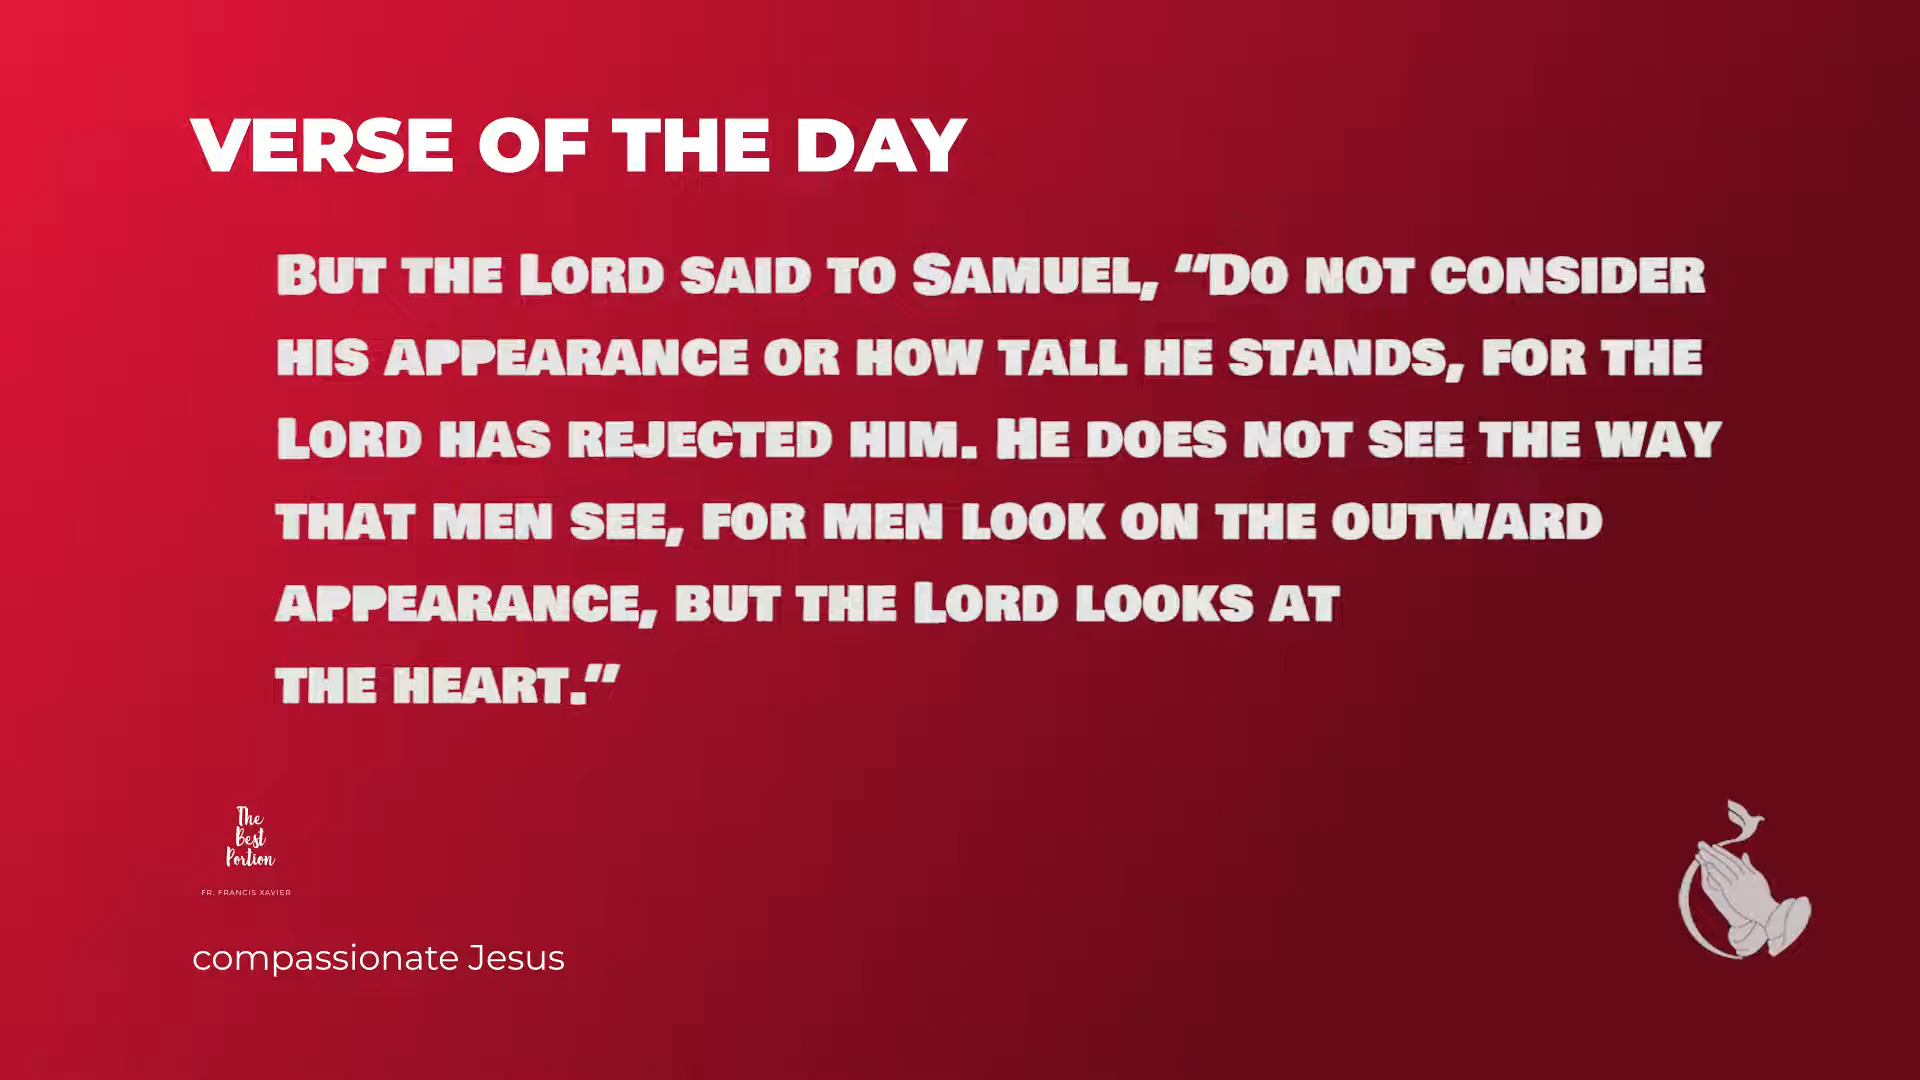 VERSE OF THE DAY
But the Lord said to Samuel, “Do not consider
his appearance or how tall he stands, for the
Lord has rejected him. He does not see the way
that men see, for men look on the outward
appearance, but the Lord looks at
the heart.”
The
Best
Portion
FR. FRANCIS XAVIER
compassionate Jesus